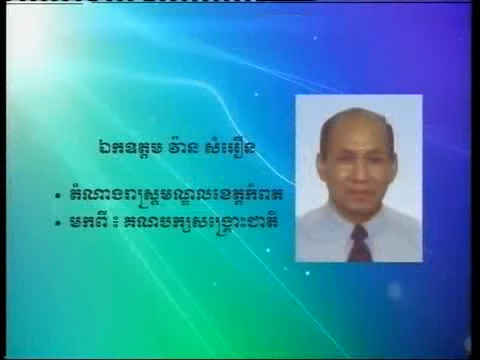 ឯកឧត្តម វ៉ាន សំអឿន
• តំណាងរាស្ត្រមណ្ឌលខេត្តកំពត
• មកពី ៖ គណបក្សសង្គ្រោះជាតិ